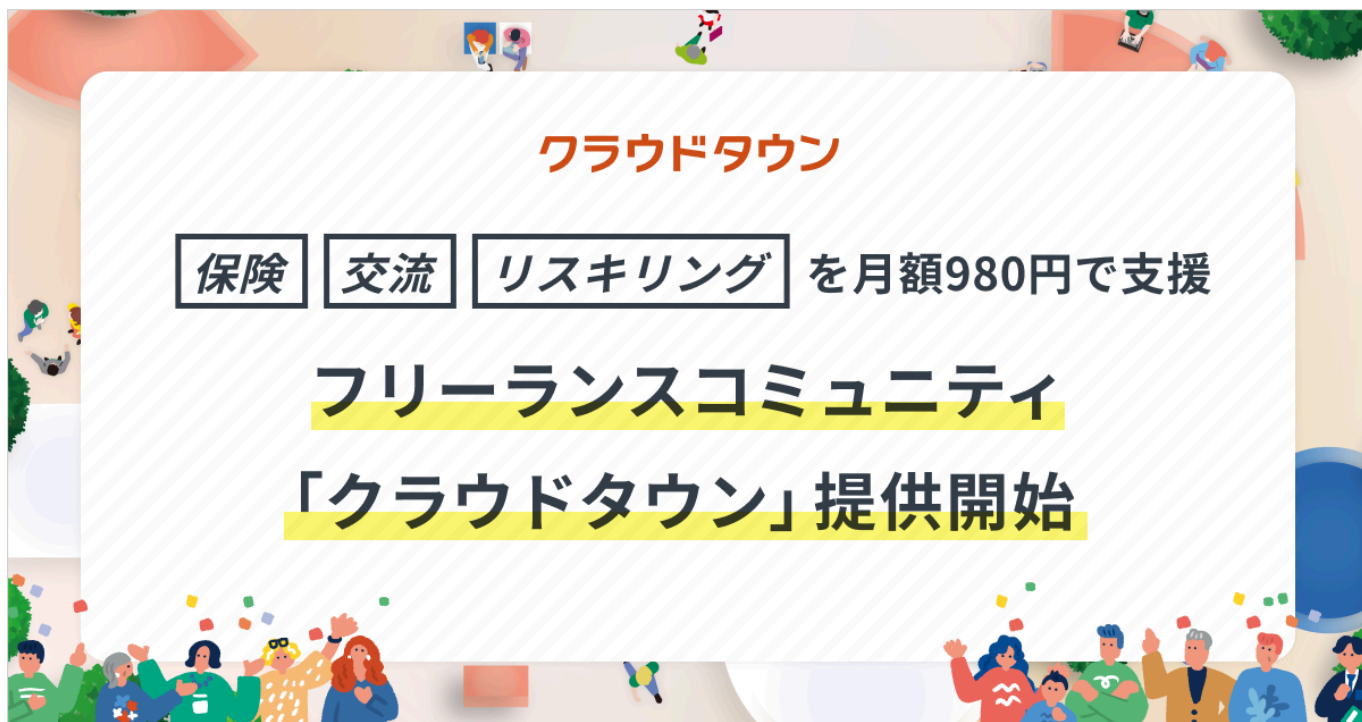 クラウドタウン
保険 交流 リスキリング を月額980円で支援
フリーランスコミュニティ
「クラウドタウン」提供開始